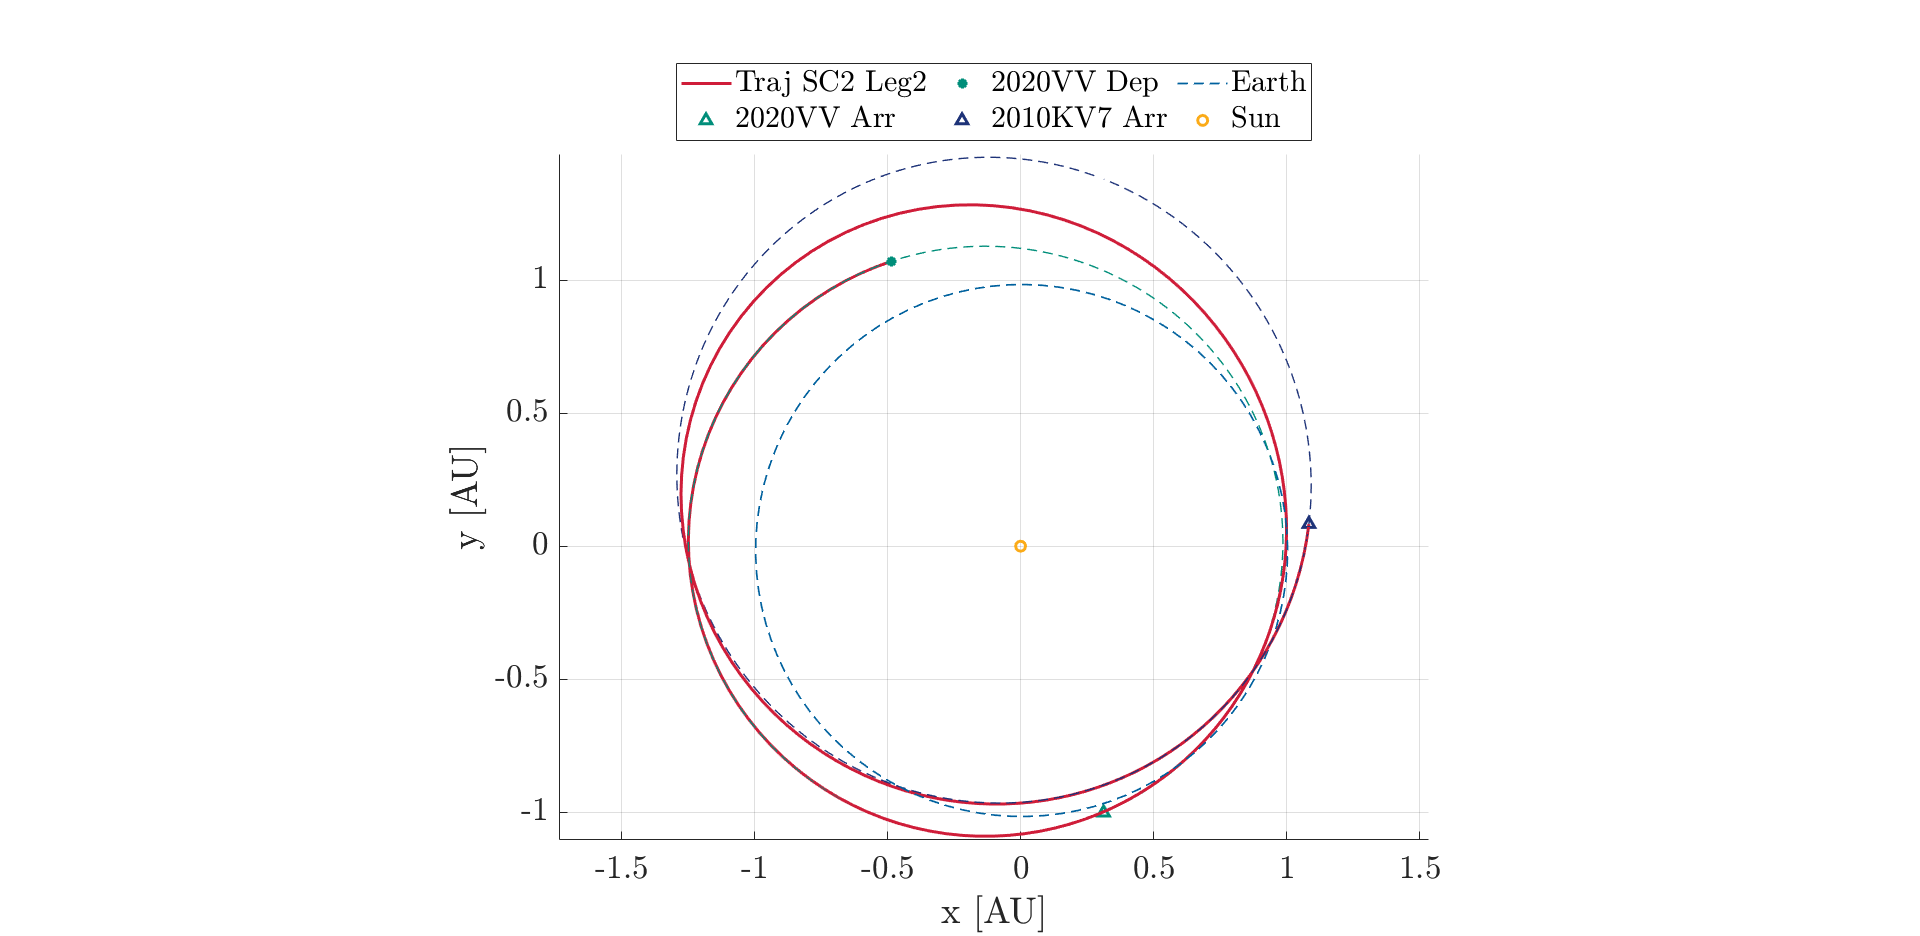 Traj SC2 Leg2
2020VV Dep
Earth
2020VV Arr
2010KV7 Arr
Sun
1
0.5
0
-0.5
-1
y [AU]
-1.5
-1
-0.5
0
0.5
1
1.5
x [AU]